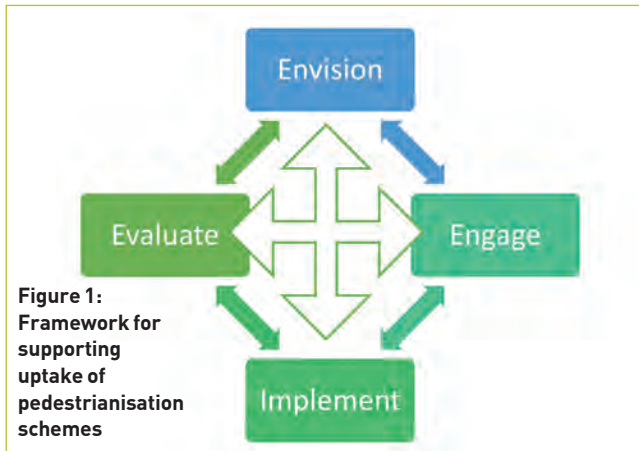 Envision
Evaluate
Engage
Implement
Figure 1:
Framework for
supporting
uptake of
pedestrianisation
schemes